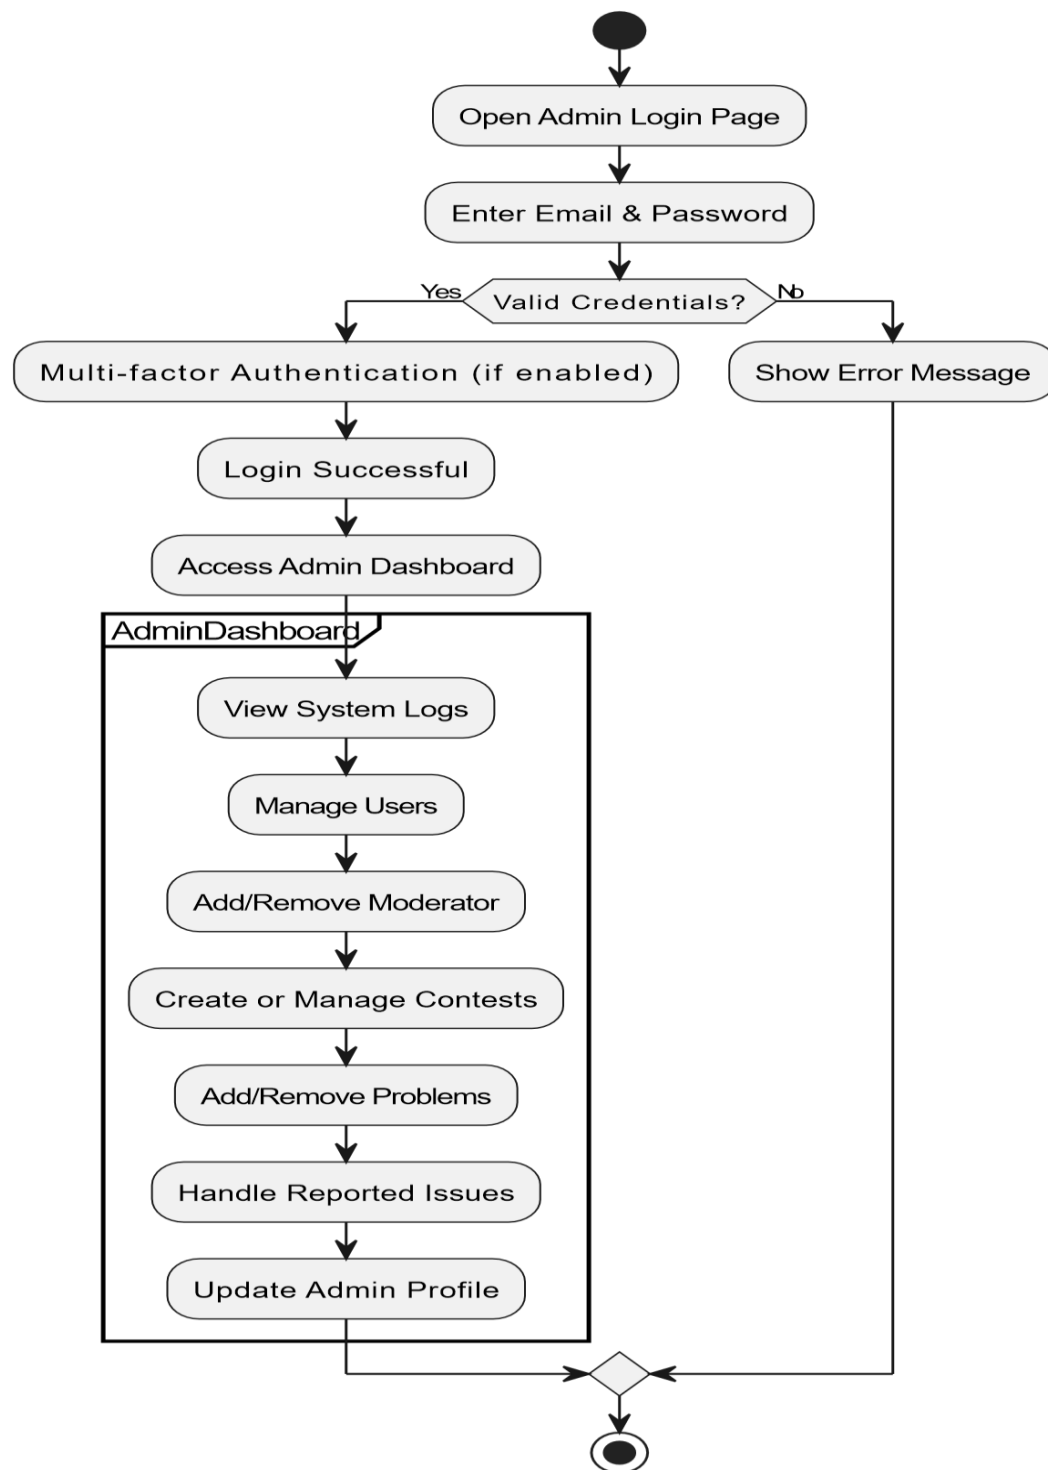 Open Admin Login Page
Enter Email & Password
Yes
Valid Credentials?
No
Multi-factor Authentication (if enabled)
Show Error Message
Login Successful
Access Admin Dashboard
AdminDashboard
View System Logs
Manage Users
Add/Remove Moderator
Create or Manage Contests
Add/Remove Problems
Handle Reported Issues
Update Admin Profile